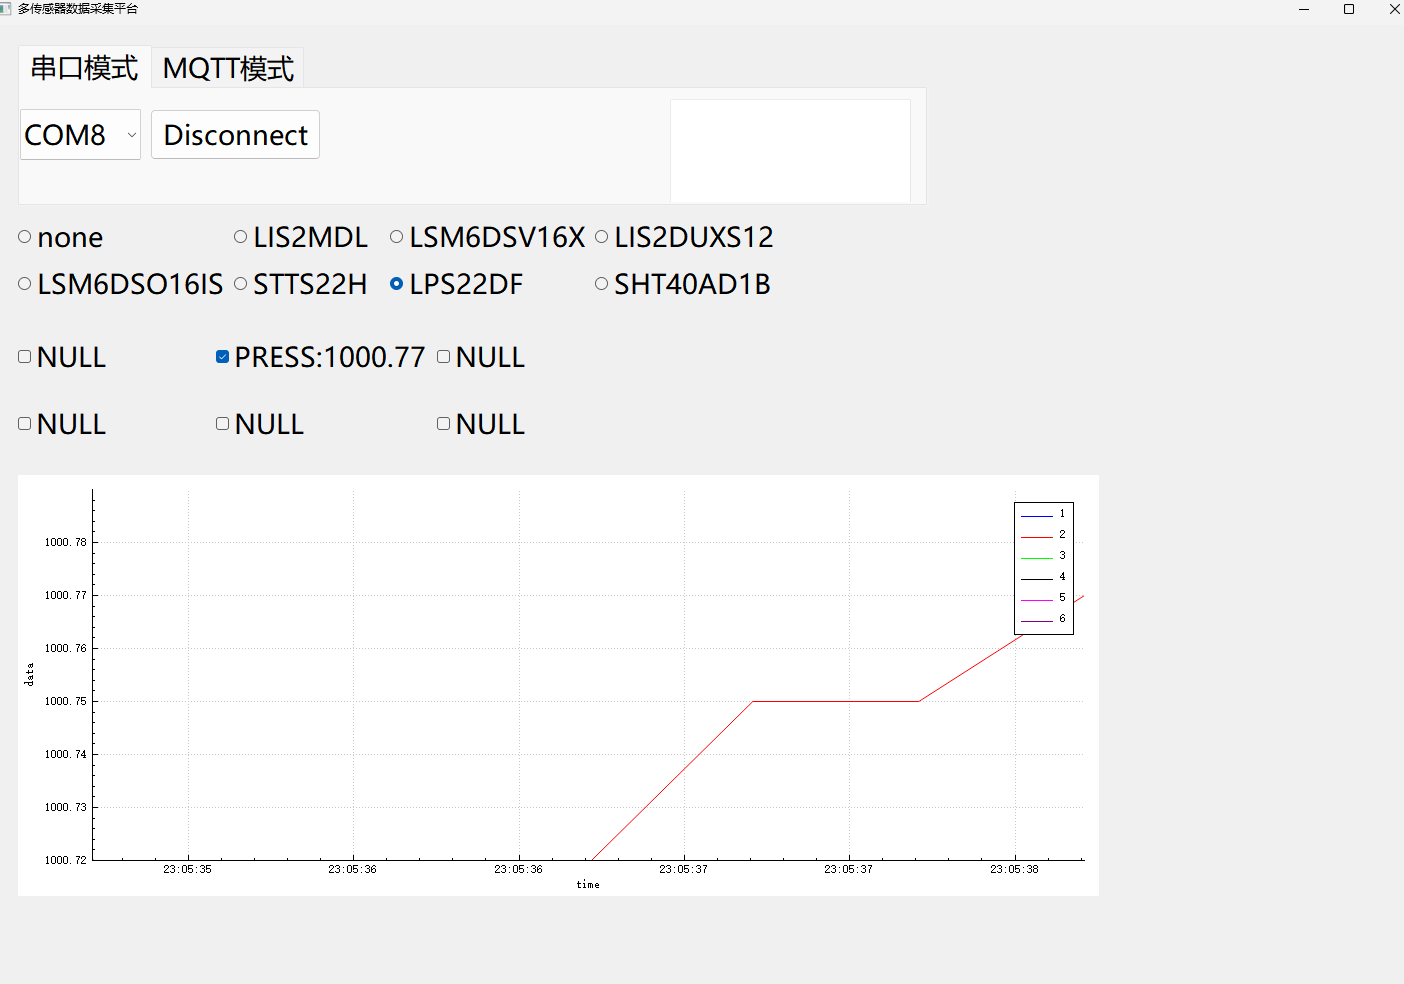 多传感器数据采集平台
串口模式 MQTT模式
COM8 Disconnect
none LIS2MDL LSM6DSV16X LIS2DUXS12
LSM6DSO16IS STTS22H LPS22DF SHT40AD1B
NULL PRESS:1000.77 NULL
NULL NULL NULL
1
2
3
4
5
6
1000.78
1000.77
1000.76
1000.75
1000.74
1000.73
1000.72
data
23:05:35 23:05:36 23:05:36 23:05:37 23:05:37 23:05:38
time